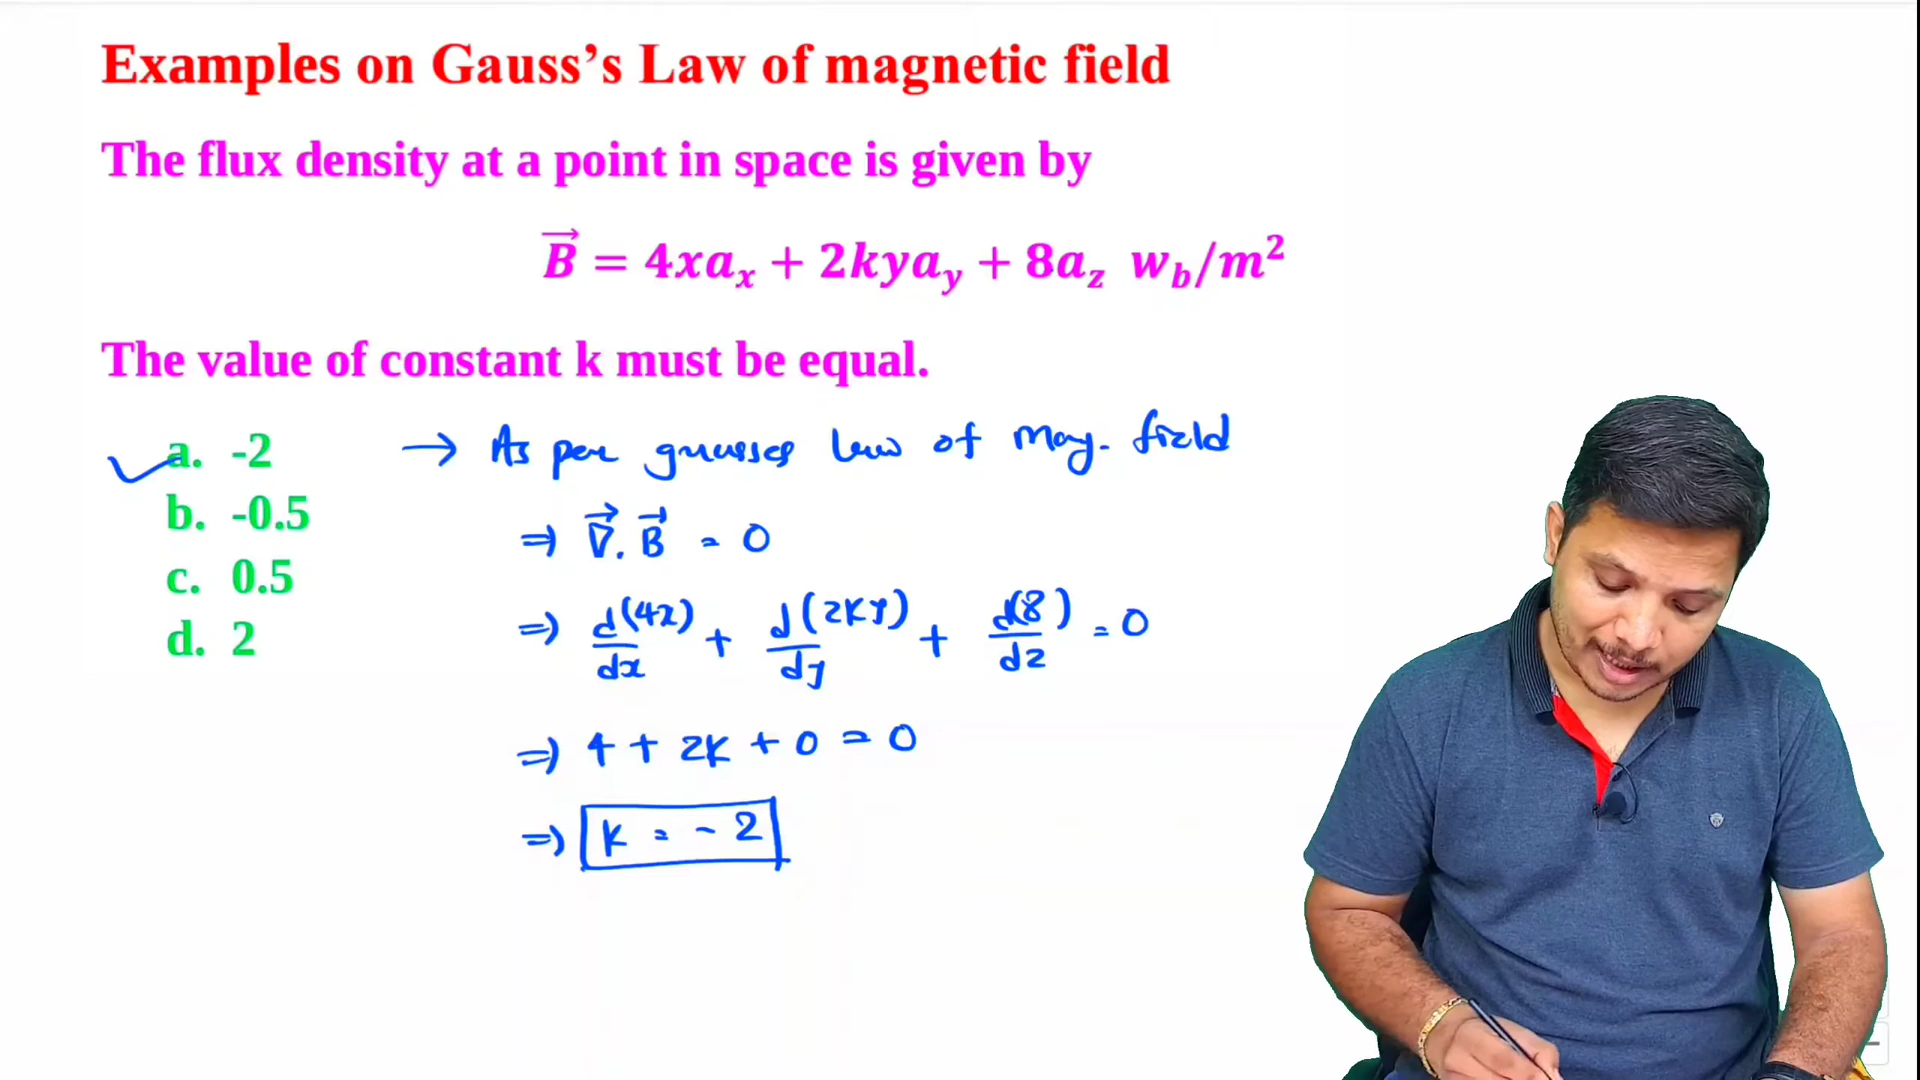 Examples on Gauss’s Law of magnetic field
The flux density at a point in space is given by
B⃗ = 4xaₓ + 2kya_y + 8a_z w_b/m²
The value of constant k must be equal.
a. -2
b. -0.5
c. 0.5
d. 2
→ As per gausses law of Mag. field
⇒ ∇⃗. B⃗ = 0
⇒ d(4x)/dx + d(2ky)/dy + d(8)/dz = 0
⇒ 4 + 2k + 0 = 0
⇒ k = - 2